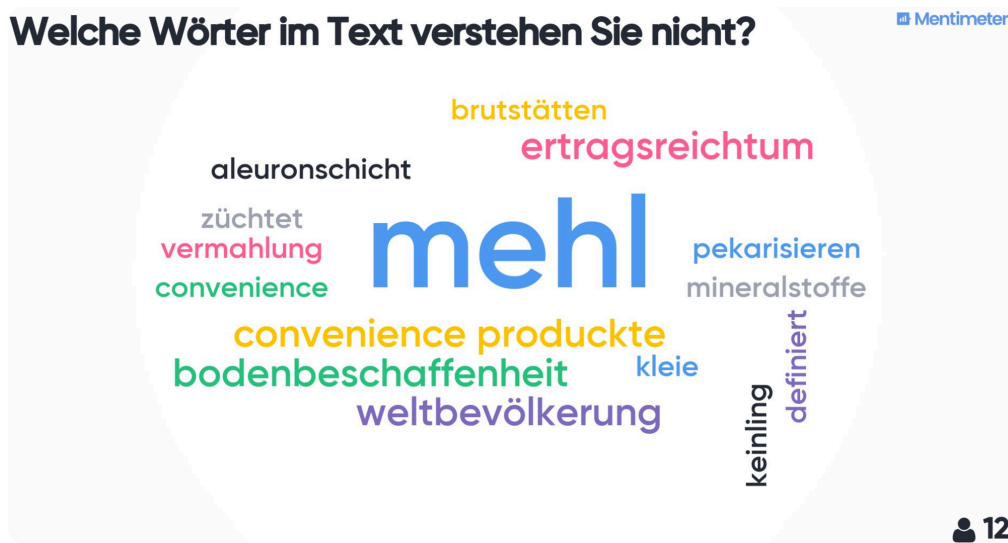 Welche Wörter im Text verstehen Sie nicht?
Mentimeter
brutstätten
ertragsreichtum
aleuronschicht
züchtet
mehl
vermahlung
pekarisieren
convenience
mineralstoffe
convenience produckte
definiert
bodenbeschaffenheit
kleie
weltbevölkerung
keinling
12